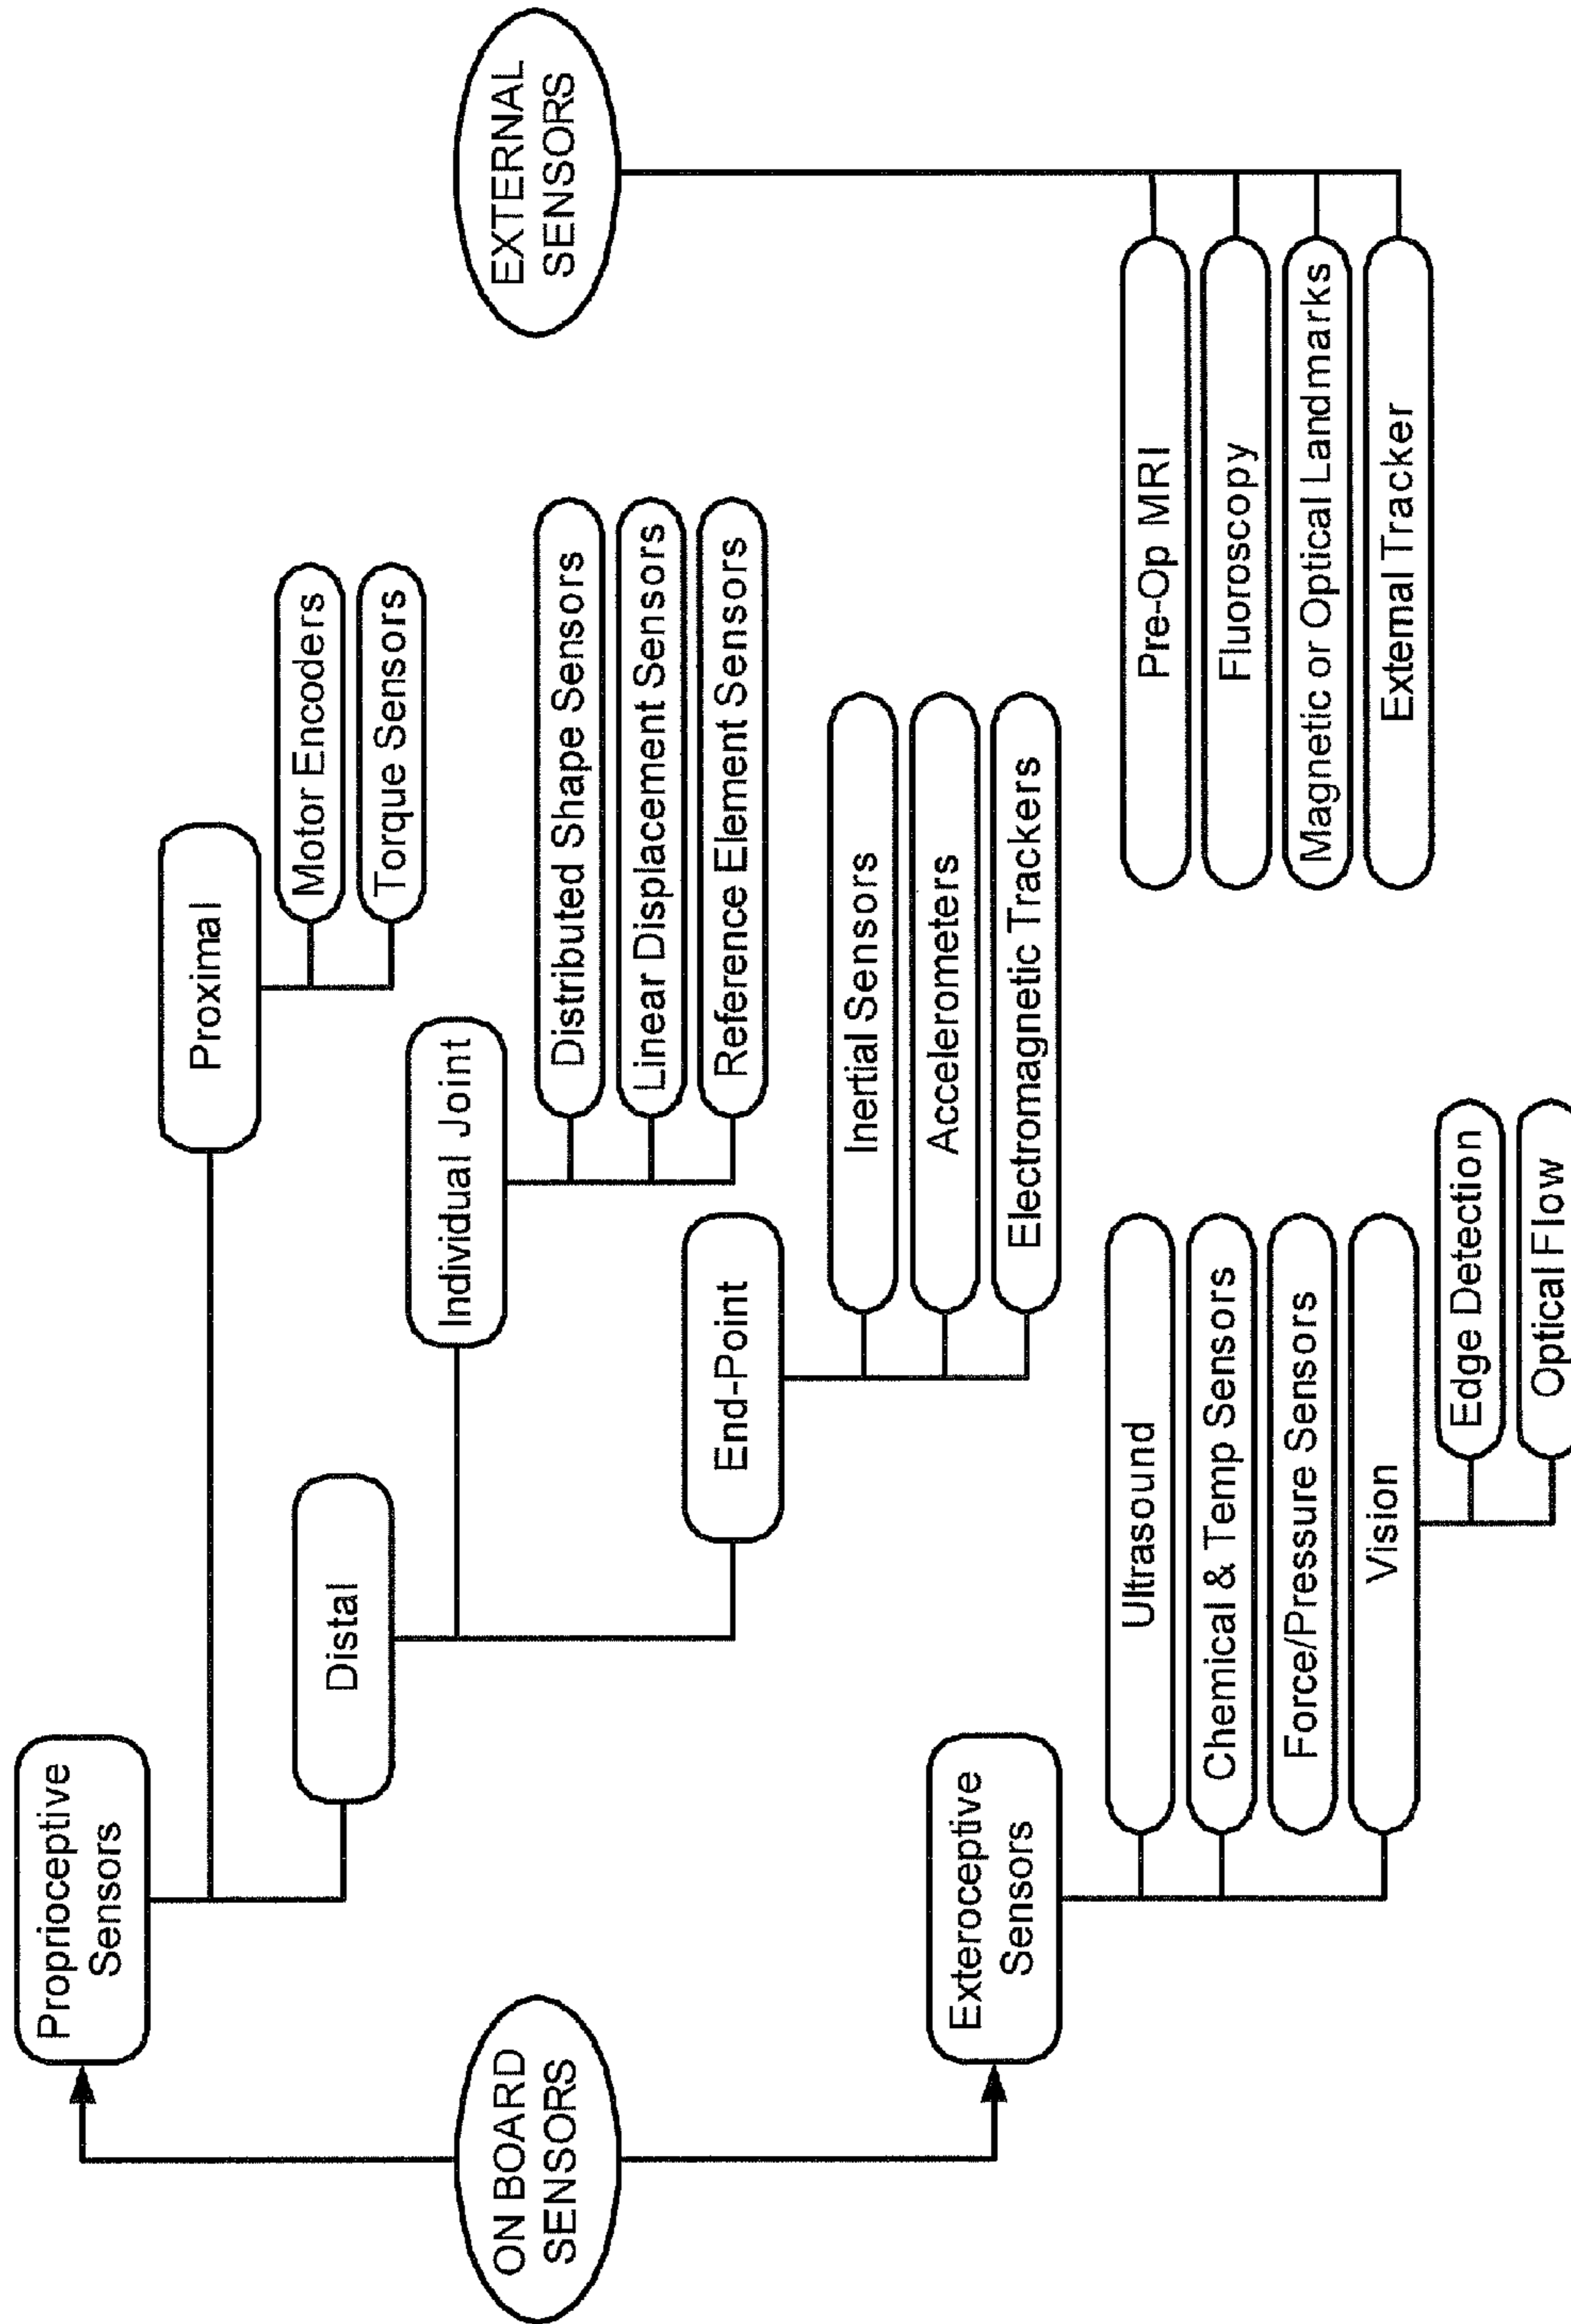 Proprioceptive
Sensors
Proximal
Motor Encoders
Torque Sensors
Distal
Individual Joint
Distributed Shape Sensors
Linear Displacement Sensors
Reference Element Sensors
End-Point
Inertial Sensors
Accelerometers
Electromagnetic Trackers
ON BOARD
SENSORS
EXTERNAL
SENSORS
Exteroceptive
Sensors
Ultrasound
Chemical & Temp Sensors
Force/Pressure Sensors
Vision
Edge Detection
Optical Flow
Pre-Op MRI
Fluoroscopy
Magnetic or Optical Landmarks
External Tracker